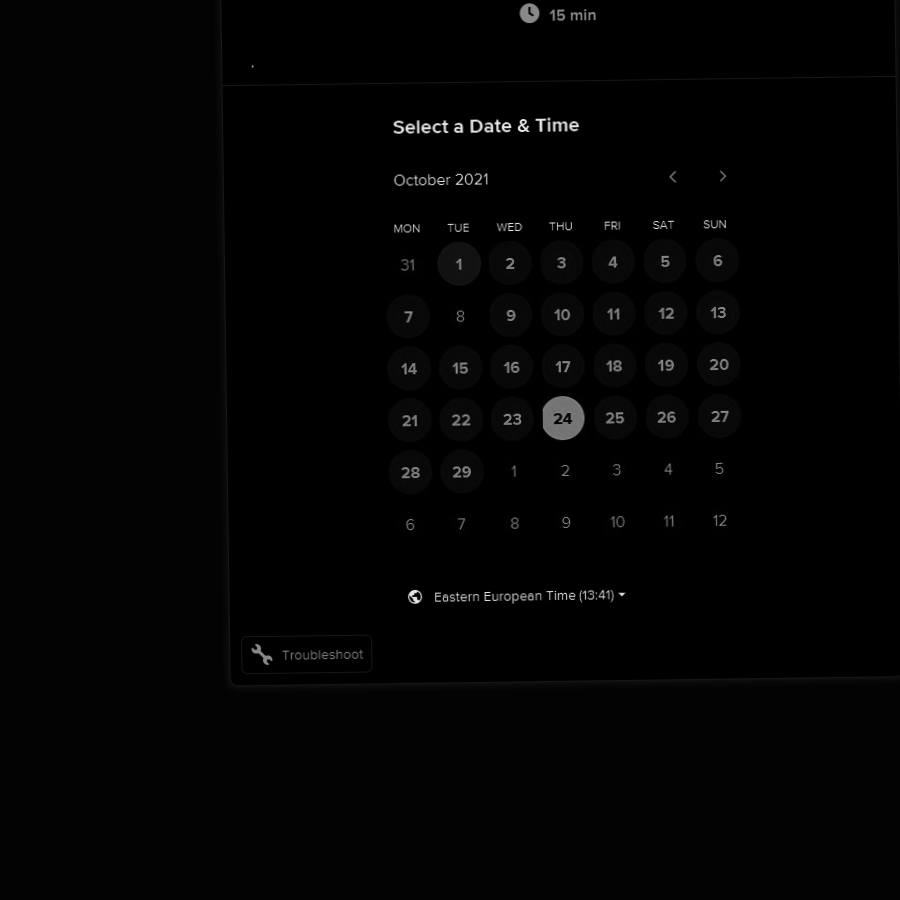 15 min
.
Select a Date & Time
October 2021
MON TUE WED THU FRI SAT SUN
31 1 2 3 4 5 6
7 8 9 10 11 12 13
14 15 16 17 18 19 20
21 22 23 24 25 26 27
28 29 1 2 3 4 5
6 7 8 9 10 11 12
Eastern European Time (13:41)
Troubleshoot